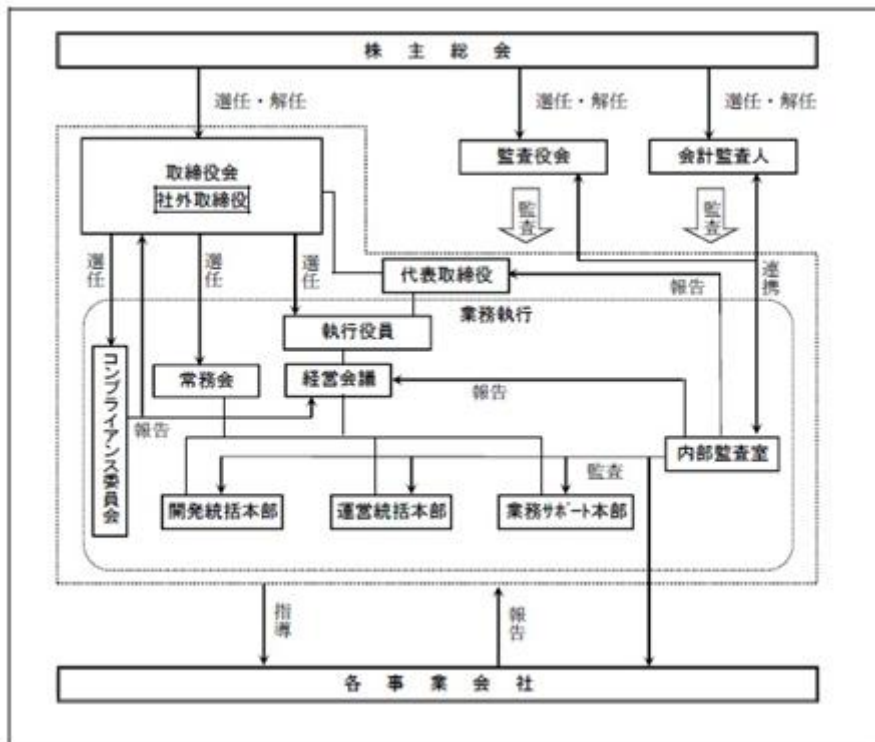 株主総会
選任・解任
選任・解任
選任・解任
取締役会
社外取締役
監査役会
会計監査人
監査
監査
選任
選任
選任
代表取締役
報告
連携
業務執行
執行役員
コンプライアンス委員会
常務会
経営会議
報告
報告
内部監査室
監査
開発統括本部
運営統括本部
業務サポート本部
指導
報告
各事業会社